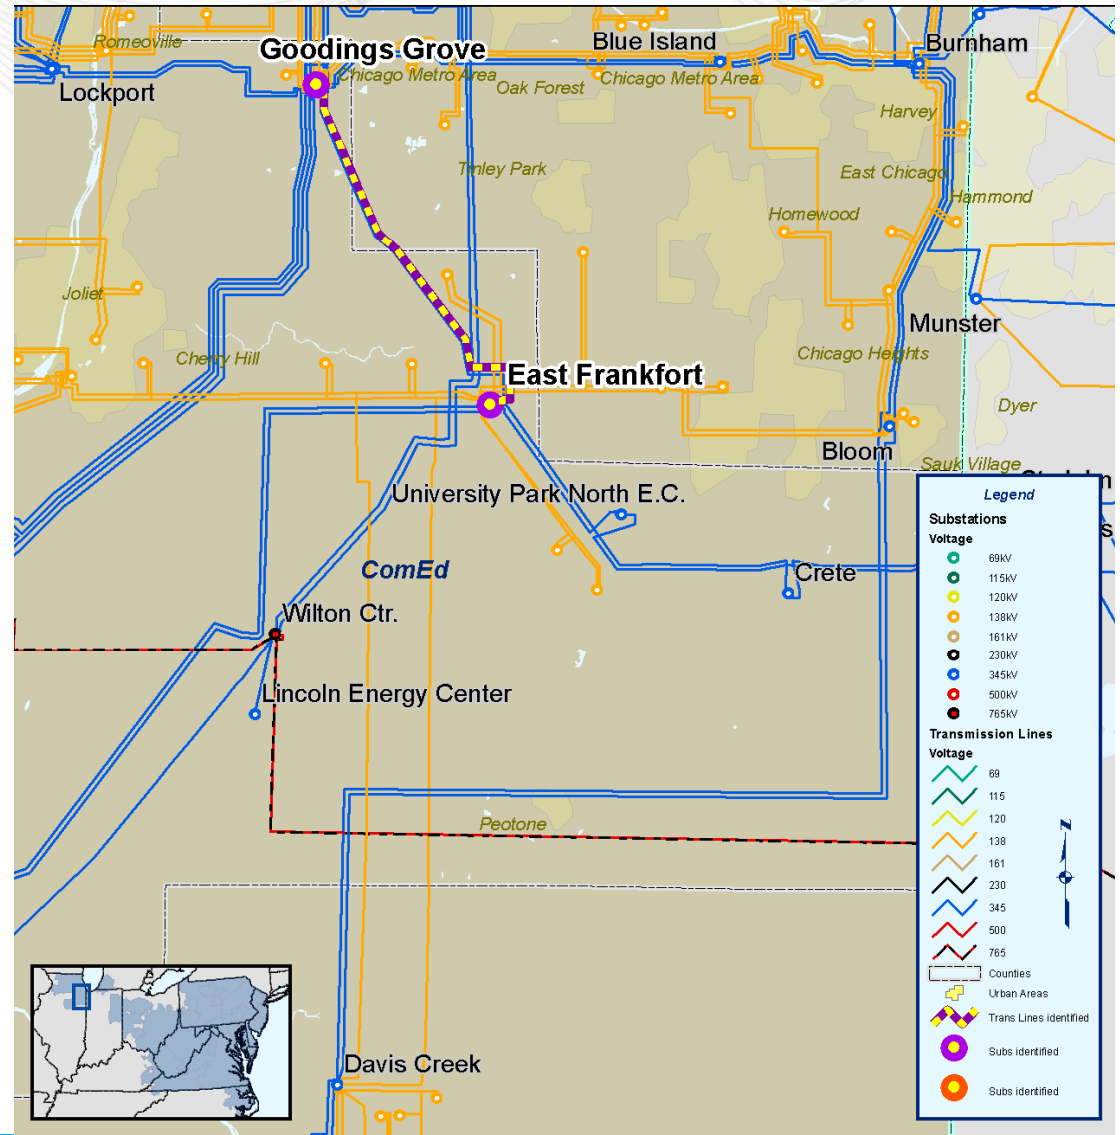 Romeoville
Goodings Grove
Blue Island
Burnham
Chicago Metro Area
Chicago Metro Area
Oak Forest
Lockport
Harvey
Tinley Park
East Chicago
Hammond
Homewood
Joliet
Munster
Cherry Hill
Chicago Heights
East Frankfort
Dyer
Bloom
Sauk Village
University Park North E.C.
ComEd
Crete
Wilton Ctr.
Lincoln Energy Center
Peotone
Davis Creek
Legend
Substations
Voltage
69kV
115kV
120kV
138kV
161kV
230kV
345kV
500kV
765kV
Transmission Lines
Voltage
69
115
120
138
161
230
345
500
765
Counties
Urban Areas
Trans Lines identified
Subs identified
Subs identified
N